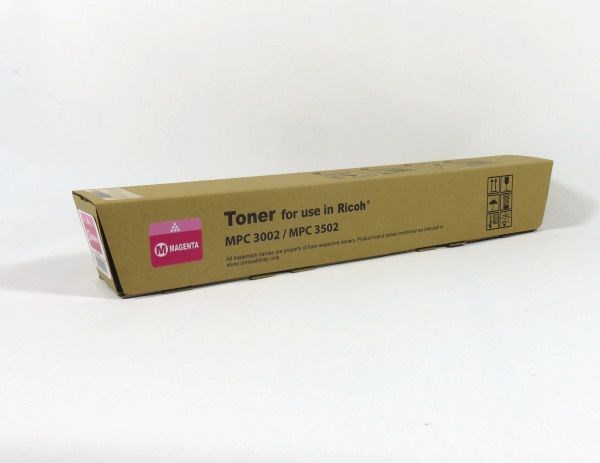 M MAGENTA
Toner for use in Ricoh®
MPC 3002 / MPC 3502
All trademark names are property of their respective owners. Product brand names mentioned are intended to
show compatibility only.